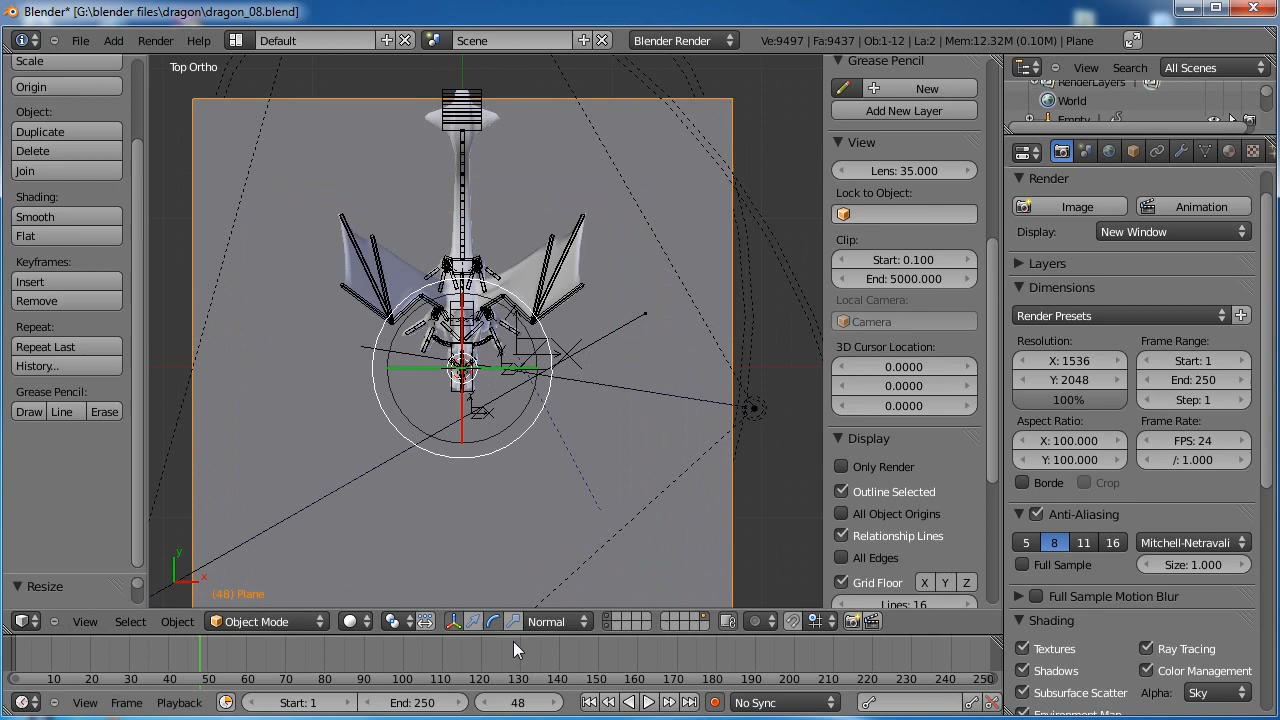 Blender* [G:\blender files\dragon\dragon_08.blend]
File Add Render Help Default Scene Blender Render Ve:9497 | Fa:9437 | Ob:1-12 | La:2 | Mem:12.32M (0.10M) | Plane
Scale
Origin
Object:
Duplicate
Delete
Join
Shading:
Smooth
Flat
Keyframes:
Insert
Remove
Repeat:
Repeat Last
History...
Grease Pencil:
Draw Line Erase
Resize
Top Ortho
y
x
(48) Plane
Grease Pencil
New
Add New Layer
View
Lens: 35.000
Lock to Object:
Clip:
Start: 0.100
End: 5000.000
Local Camera:
Camera
3D Cursor Location:
0.0000
0.0000
0.0000
Display
Only Render
Outline Selected
All Object Origins
Relationship Lines
All Edges
Grid Floor X Y Z
Lines: 16
View Search All Scenes
RenderLayers
World
Empty
Render
Image Animation
Display: New Window
Layers
Dimensions
Render Presets
Resolution: Frame Range:
X: 1536 Start: 1
Y: 2048 End: 250
100% Step: 1
Aspect Ratio: Frame Rate:
X: 100.000 FPS: 24
Y: 100.000 /: 1.000
Borde Crop
Anti-Aliasing
5 8 11 16 Mitchell-Netravali
Full Sample Size: 1.000
Full Sample Motion Blur
Shading
Textures Ray Tracing
Shadows Color Management
Subsurface Scatter Alpha: Sky
Environment Map
View Select Object Object Mode Normal
10 20 30 40 50 60 70 80 90 100 110 120 130 140 150 160 170 180 190 200 210 220 230 240 250
View Frame Playback Start: 1 End: 250 48 No Sync